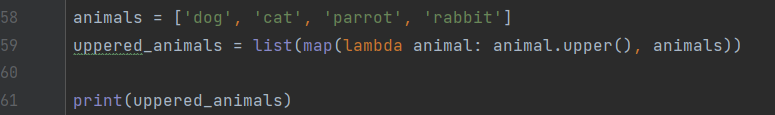 58 animals = ['dog', 'cat', 'parrot', 'rabbit']
59 uppered_animals = list(map(lambda animal: animal.upper(), animals))
60
61 print(uppered_animals)